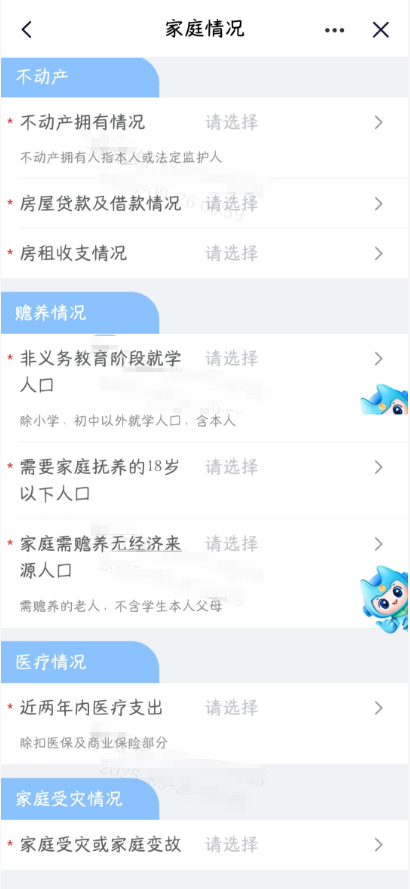 家庭情况
不动产
* 不动产拥有情况 请选择
不动产拥有人指本人或法定监护人
* 房屋贷款及借款情况 请选择
* 房租收支情况 请选择
赡养情况
* 非义务教育阶段就学 请选择
人口
除小学、初中以外就学人口，含本人
* 需要家庭抚养的18岁 请选择
以下人口
* 家庭需赡养无经济来 请选择
源人口
需赡养的老人，不含学生本人父母
医疗情况
* 近两年内医疗支出 请选择
除扣医保及商业保险部分
家庭受灾情况
* 家庭受灾或家庭变故 请选择